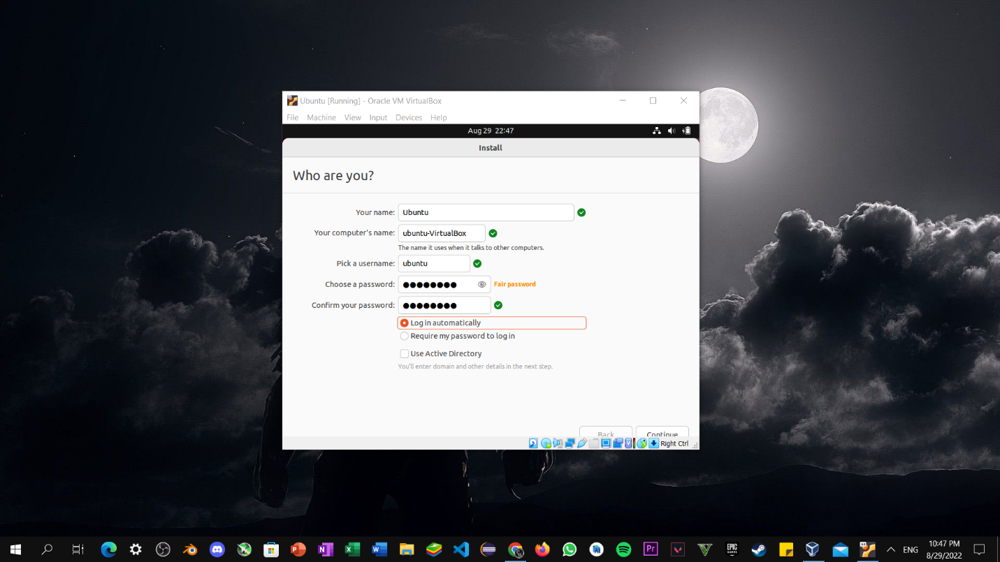 Ubuntu [Running] - Oracle VM VirtualBox
File Machine View Input Devices Help
Aug 29 22:47
Install
Who are you?
Your name: Ubuntu
Your computer's name: ubuntu-VirtualBox
The name it uses when it talks to other computers.
Pick a username: ubuntu
Choose a password: ●●●●●●●● Fair password
Confirm your password: ●●●●●●●●
Log in automatically
Require my password to log in
Use Active Directory
You'll enter domain and other details in the next step.
Back Continue
Right Ctrl
ENG
10:47 PM
8/29/2022
EPIC
GAMES